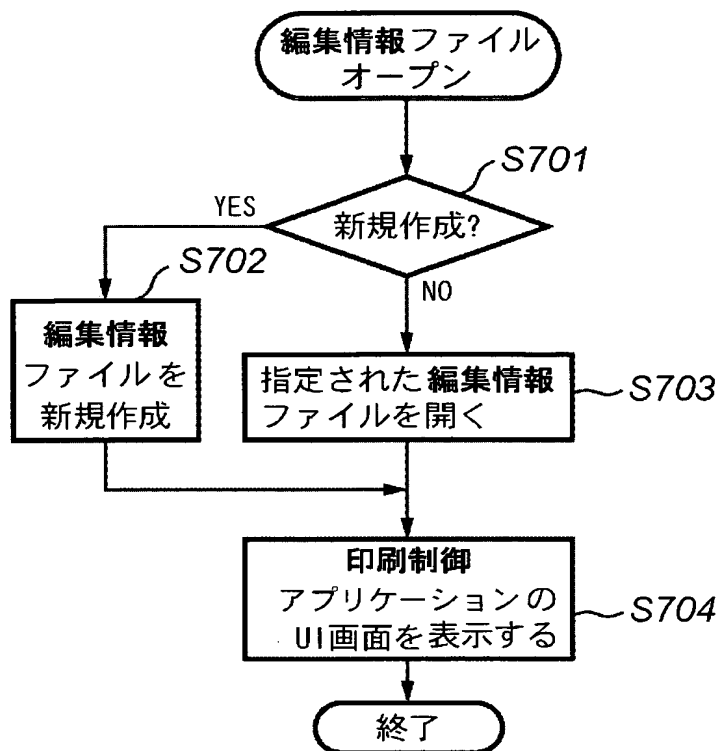 編集情報ファイル
オープン
S701
YES
新規作成?
S702
NO
編集情報
ファイルを
新規作成
指定された編集情報
ファイルを開く
S703
印刷制御
アプリケーションの
UI画面を表示する
S704
終了